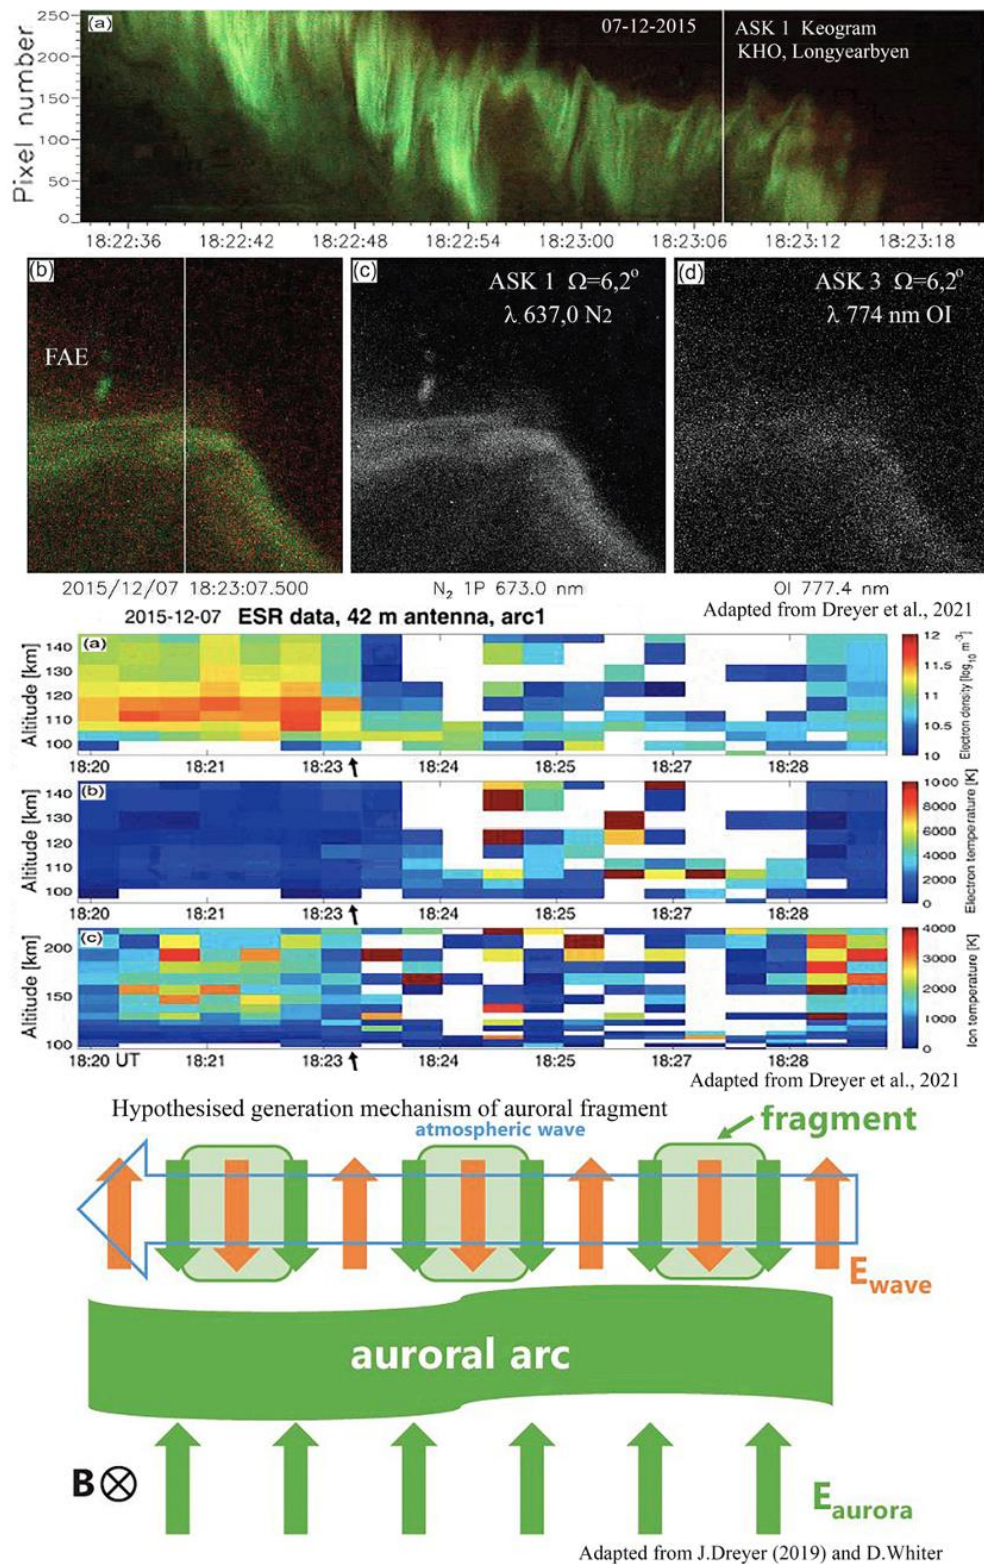 (a)
07-12-2015
ASK 1 Keogram
KHO, Longyearbyen
Pixel number
250
200
150
100
50
0
18:22:36 18:22:42 18:22:48 18:22:54 18:23:00 18:23:06 18:23:12 18:23:18
(b)
FAE
(c)
ASK 1 Ω=6,2°
λ 637,0 N2
(d)
ASK 3 Ω=6,2°
λ 774 nm OI
2015/12/07 18:23:07.500
N₂ 1P 673.0 nm
OI 777.4 nm
Adapted from Dreyer et al., 2021
2015-12-07 ESR data, 42 m antenna, arc1
(a)
Altitude [km]
140
130
120
110
100
18:20 18:21 18:23 18:24 18:25 18:27 18:28
12
11.5
11
10.5
10
Electron density [log₁₀ m⁻³]
(b)
Altitude [km]
140
130
120
110
100
18:20 18:21 18:23 18:24 18:25 18:27 18:28
10000
8000
6000
4000
2000
0
Electron temperature [K]
(c)
Altitude [km]
200
150
100
18:20 UT 18:21 18:23 18:24 18:25 18:27 18:28
4000
3000
2000
1000
0
Ion temperature [K]
Adapted from Dreyer et al., 2021
Hypothesised generation mechanism of auroral fragment
atmospheric wave
fragment
E wave
auroral arc
B
E aurora
Adapted from J.Dreyer (2019) and D.Whiter